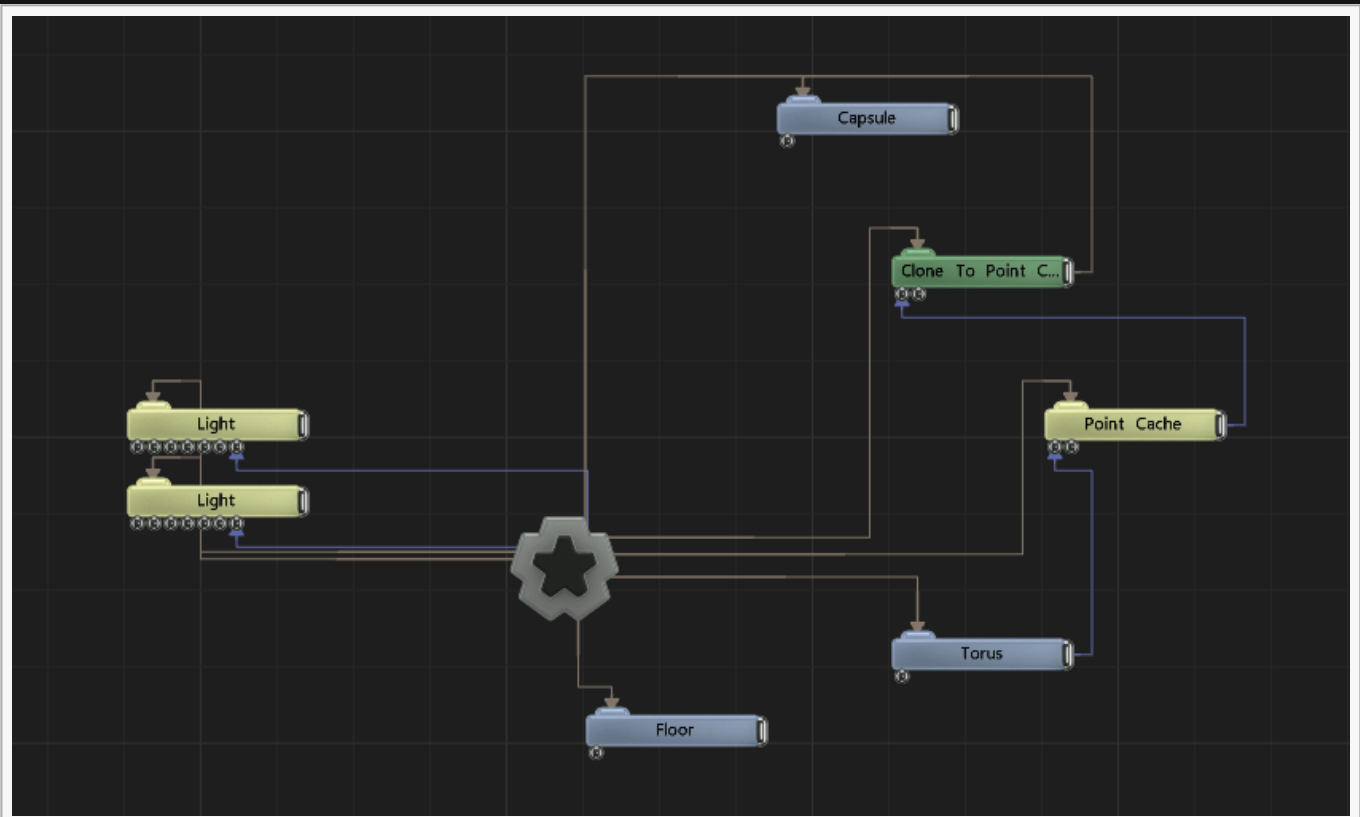 Capsule
Clone To Point C...
Light
Point Cache
Light
Torus
Floor